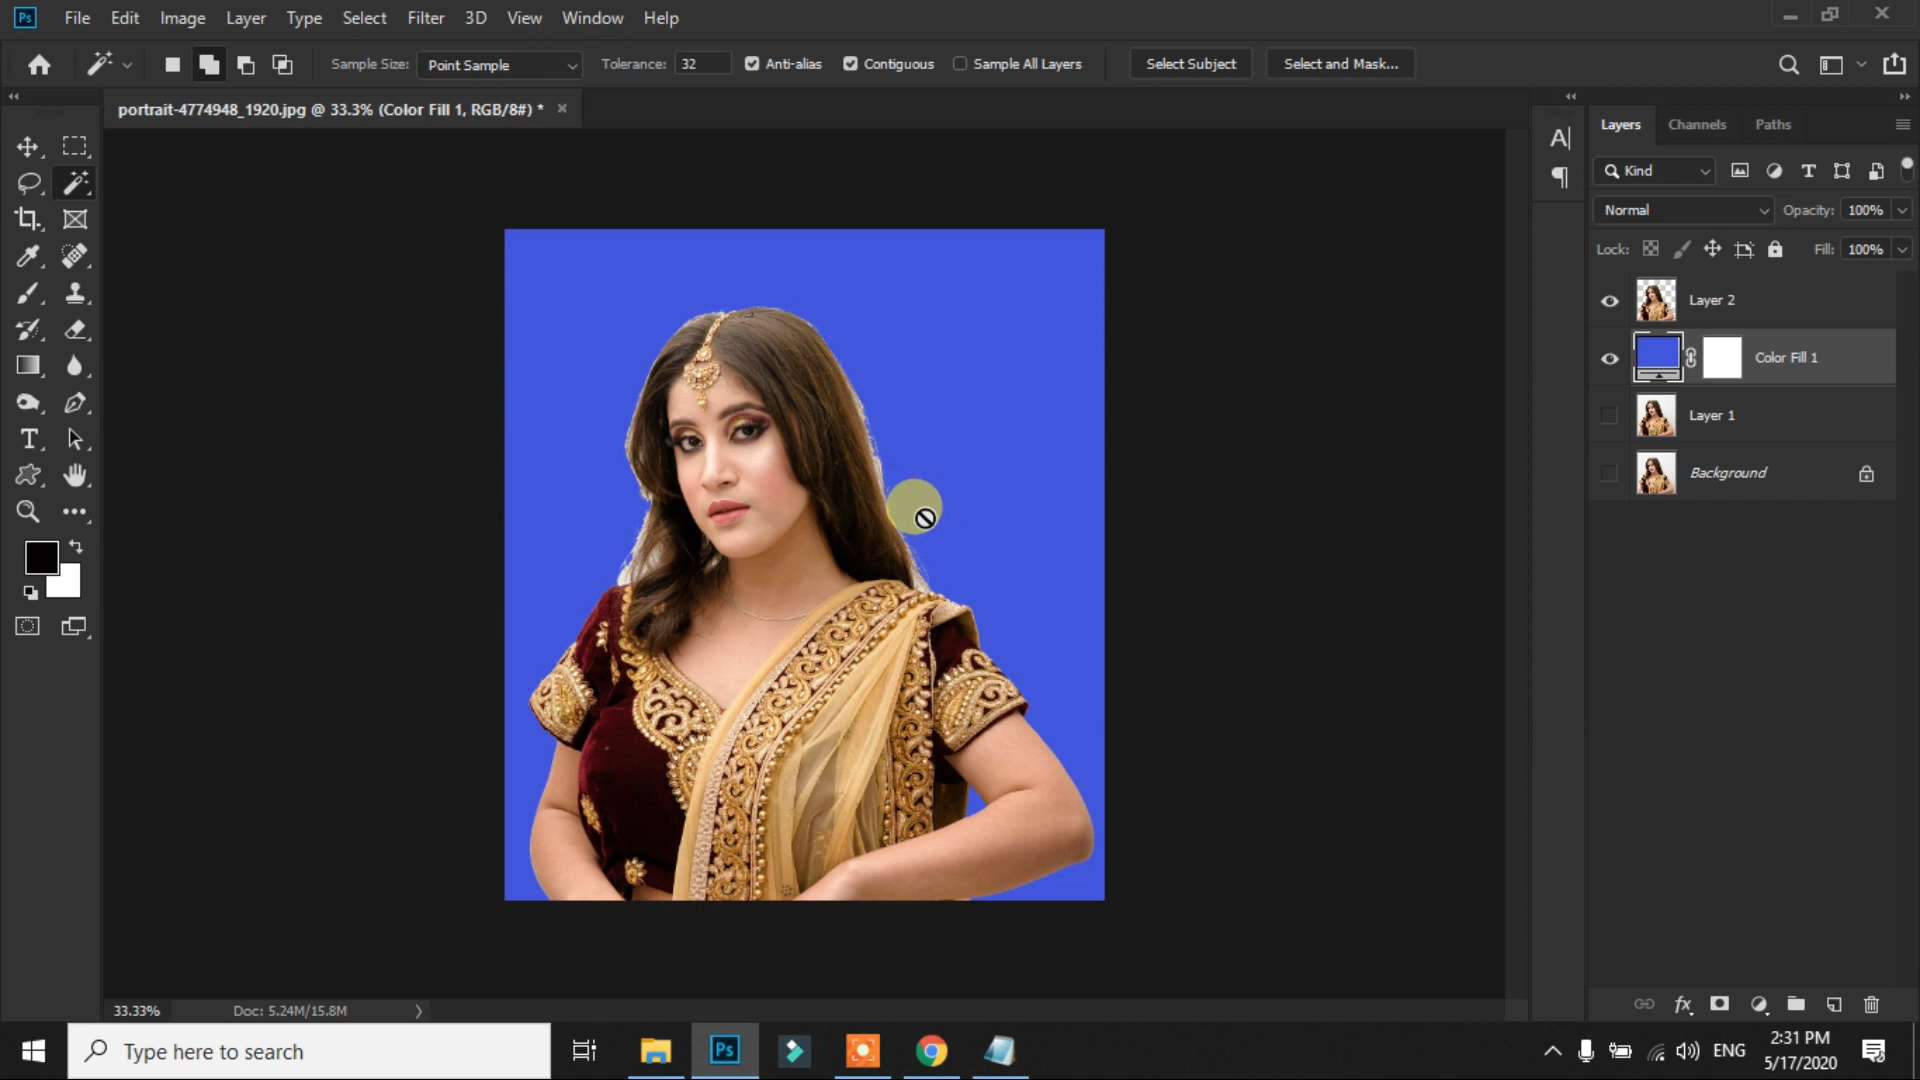 Ps File Edit Image Layer Type Select Filter 3D View Window Help
Sample Size: Point Sample Tolerance: 32 Anti-alias Contiguous Sample All Layers Select Subject Select and Mask...
portrait-4774948_1920.jpg @ 33.3% (Color Fill 1, RGB/8#) *
Layers Channels Paths
Kind
Normal Opacity: 100%
Lock: Fill: 100%
Layer 2
Color Fill 1
Layer 1
Background
33.33% Doc: 5.24M/15.8M
fx
Type here to search
Ps
ENG
2:31 PM
5/17/2020